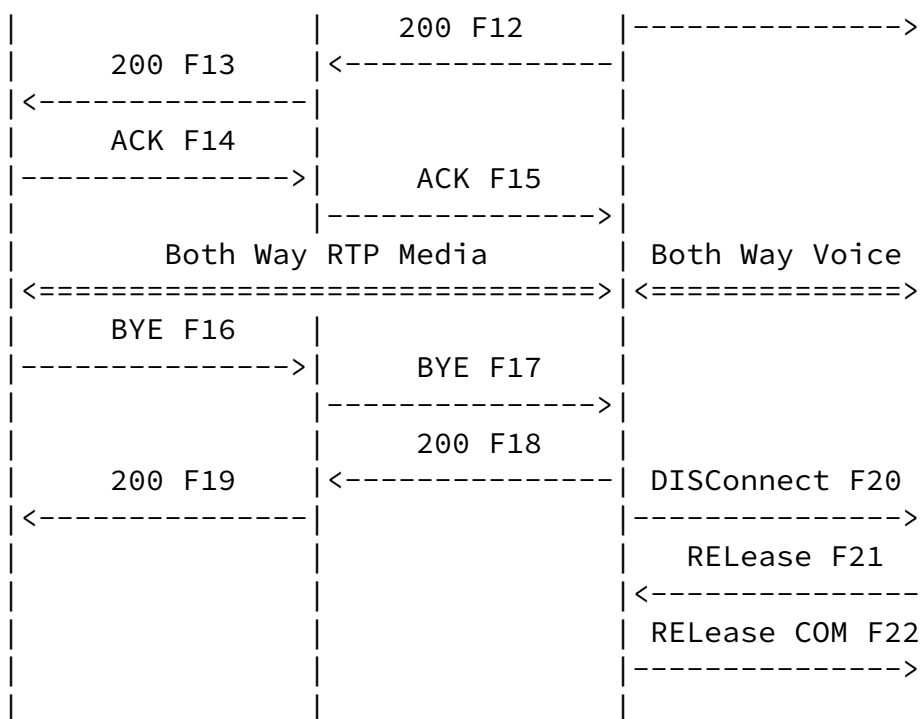 |                 |    200 F12      |--------------->
|     200 F13     |<----------------|
|<----------------|                 |
|     ACK F14     |                 |
|---------------->|     ACK F15     |
|                 |---------------->|
|        Both Way RTP Media         | Both Way Voice
|<=================================>|<==============>
|     BYE F16     |                 |
|---------------->|     BYE F17     |
|                 |---------------->|
|                 |     200 F18     |
|     200 F19     |<----------------| DISConnect F20
|<----------------|                 |--------------->
|                 |                 |   RELease F21
|                 |                 |<---------------
|                 |                 | RELease COM F22
|                 |                 |--------------->
|                 |                 |